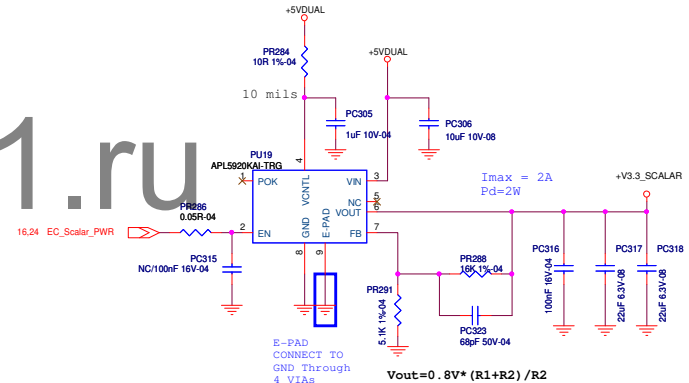 +5VDUAL
PR284
10R 1%-04
+5VDUAL
10 mils
PC305
1uF 10V-04
PC306
10uF 10V-08
1.ru
PU19
APL5920KAI-TRG
4
1
POK
VCNTL
VIN
3
Imax = 2A
Pd=2W
+V3.3_SCALAR
NC
5
VOUT
6
PR286
0.05R-04
16,24 EC_Scalar_PWR
2
EN
GND
E-PAD
FB
7
8
9
PC315
NC/100nF 16V-04
PR288
16K 1%-04
PC316
100nF 16V-04
PC317
22uF 6.3V-08
PC318
22uF 6.3V-08
PR291
5.1K 1%-04
PC323
68pF 50V-04
E-PAD
CONNECT TO
GND Through
4 VIAs
Vout=0.8V*(R1+R2)/R2